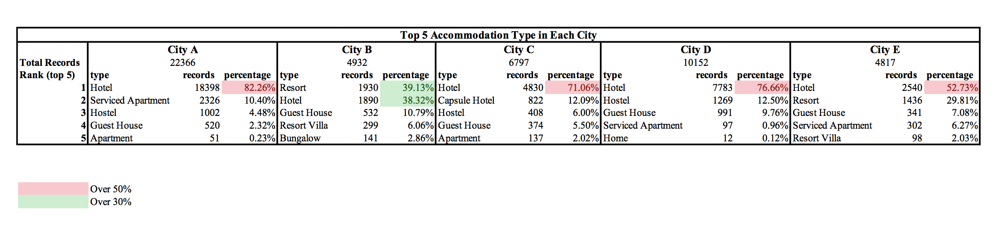 Top 5 Accommodation Type in Each City
City A City B City C City D City E
Total Records 22366 4932 6797 10152 4817
Rank (top 5) type records percentage type records percentage type records percentage type records percentage type records percentage
1 Hotel 18398 82.26% Resort 1930 39.13% Hotel 4830 71.06% Hotel 7783 76.66% Hotel 2540 52.73%
2 Serviced Apartment 2326 10.40% Hotel 1890 38.32% Capsule Hotel 822 12.09% Hostel 1269 12.50% Resort 1436 29.81%
3 Hostel 1002 4.48% Guest House 532 10.79% Hostel 408 6.00% Guest House 991 9.76% Guest House 341 7.08%
4 Guest House 520 2.32% Resort Villa 299 6.06% Guest House 374 5.50% Serviced Apartment 97 0.96% Serviced Apartment 302 6.27%
5 Apartment 51 0.23% Bungalow 141 2.86% Apartment 137 2.02% Home 12 0.12% Resort Villa 98 2.03%
Over 50%
Over 30%